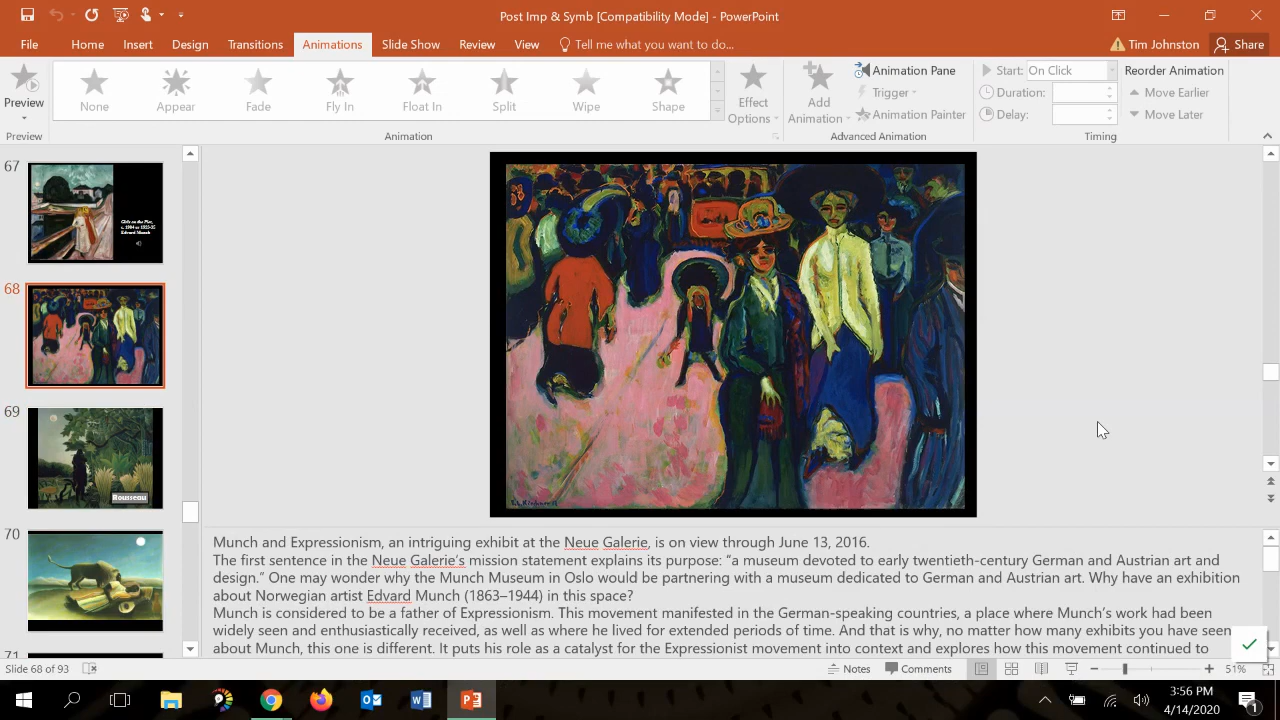 Post Imp & Symb [Compatibility Mode] - PowerPoint
File Home Insert Design Transitions Animations Slide Show Review View Tell me what you want to do... Tim Johnston Share
Preview
None Appear Fade Fly In Float In Split Wipe Shape
Effect Options
Add Animation
Animation Pane
Trigger
Animation Painter
Start: On Click
Duration:
Delay:
Reorder Animation
Move Earlier
Move Later
Preview Animation Advanced Animation Timing
67
Girls on the Pier,
Edvard Munch
68
69
Rousseau
70
71
Munch and Expressionism, an intriguing exhibit at the Neue Galerie, is on view through June 13, 2016.
The first sentence in the Neue Galerie's mission statement explains its purpose: “a museum devoted to early twentieth-century German and Austrian art and
design.” One may wonder why the Munch Museum in Oslo would be partnering with a museum dedicated to German and Austrian art. Why have an exhibition
about Norwegian artist Edvard Munch (1863–1944) in this space?
Munch is considered to be a father of Expressionism. This movement manifested in the German-speaking countries, a place where Munch's work had been
widely seen and enthusiastically received, as well as where he lived for extended periods of time. And that is why, no matter how many exhibits you have seen
about Munch, this one is different. It puts his role as a catalyst for the Expressionist movement into context and explores how this movement continued to
Slide 68 of 93 Notes Comments 51%
3:56 PM
4/14/2020
1